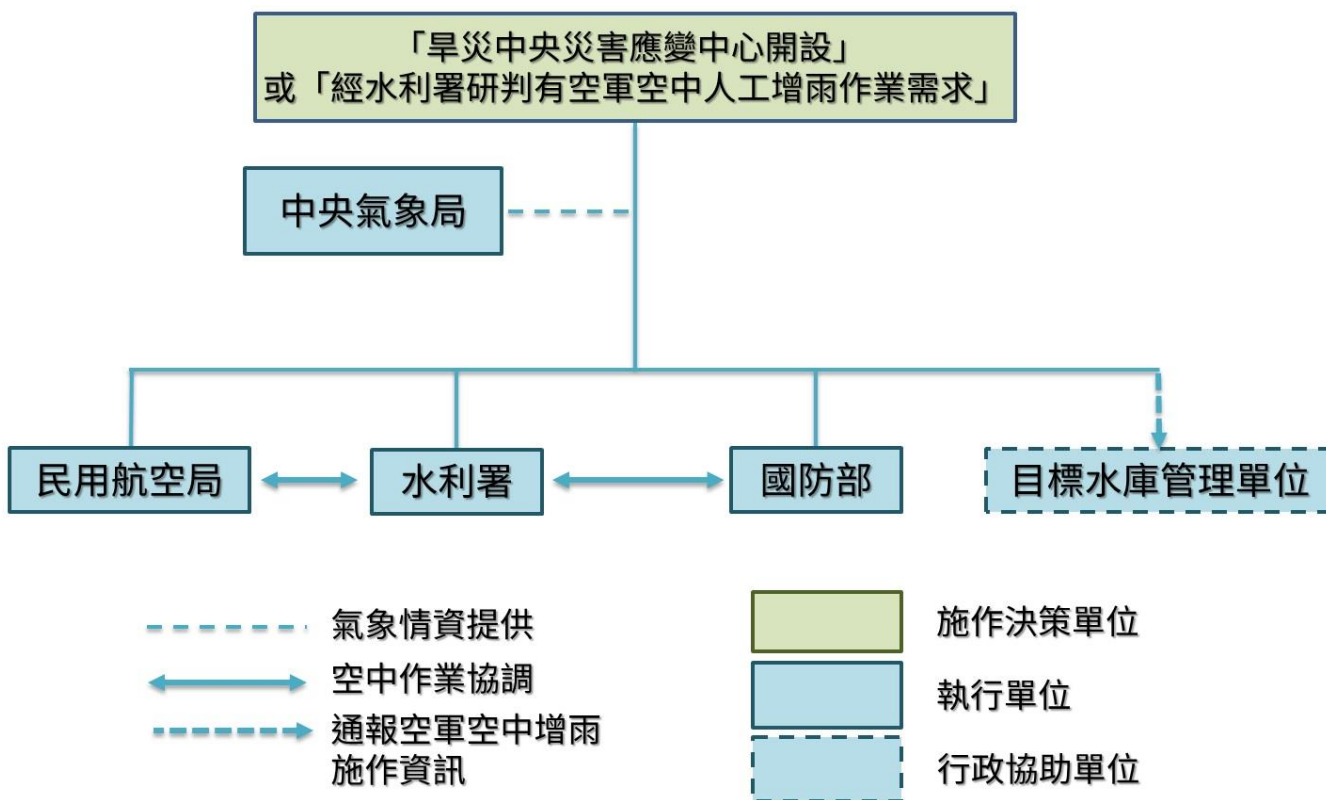 「旱災中央災害應變中心開設」
或「經水利署研判有空軍空中人工增雨作業需求」
中央氣象局
民用航空局
水利署
國防部
目標水庫管理單位
氣象情資提供
空中作業協調
通報空軍空中增雨
施作資訊
施作決策單位
執行單位
行政協助單位